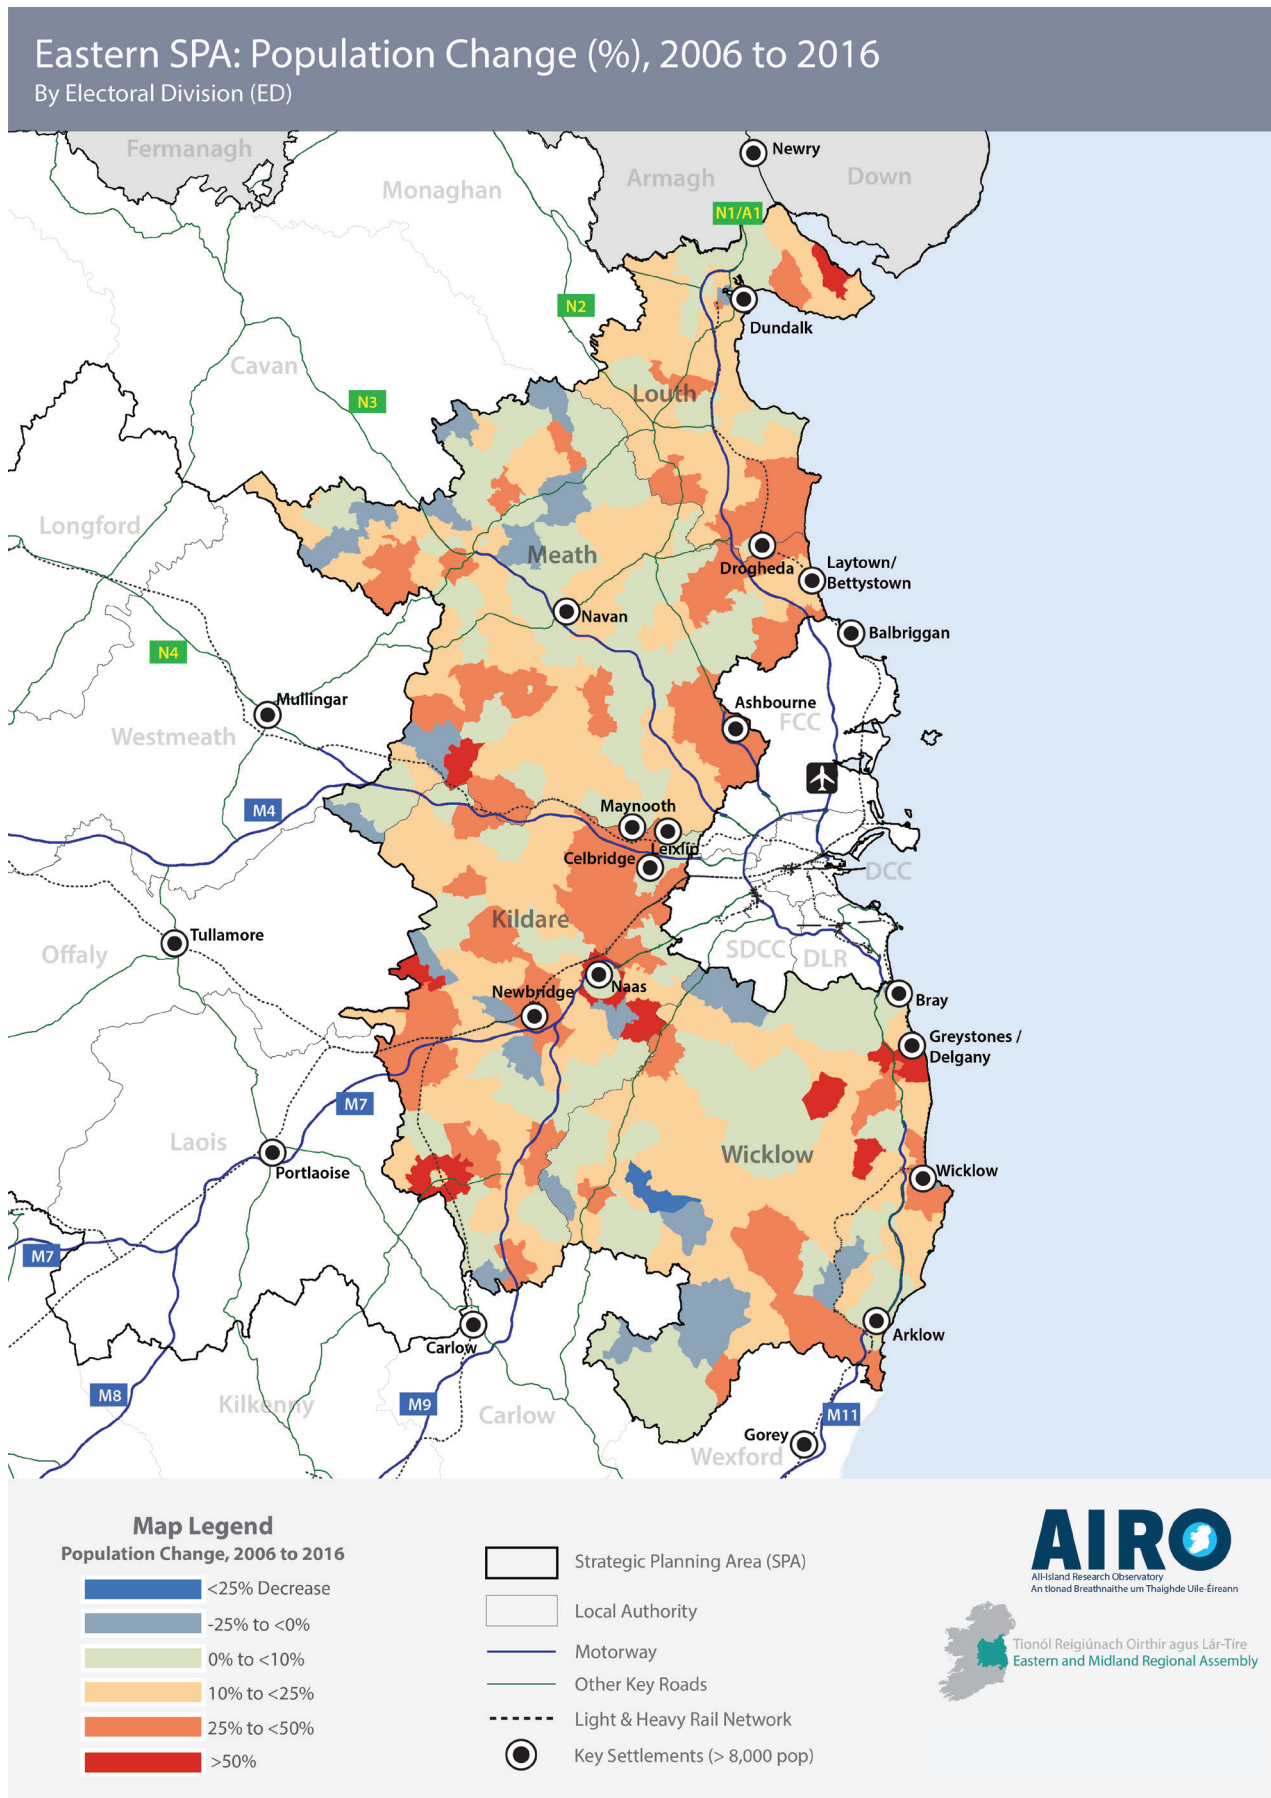 Eastern SPA: Population Change (%), 2006 to 2016
By Electoral Division (ED)
Fermanagh
Monaghan
Armagh
Newry
Down
N1/A1
N2
Dundalk
Cavan
N3
Louth
Longford
Meath
Drogheda
Laytown/
Bettystown
Navan
Balbriggan
N4
Mullingar
Ashbourne
FCC
Westmeath
M4
Maynooth
Leixlip
Celbridge
DCC
Kildare
Tullamore
Offaly
SDCC
DLR
Naas
Newbridge
Bray
Greystones /
Delgany
M7
Laois
Portlaoise
Wicklow
Wicklow
M7
Arklow
Carlow
M8
Kilkenny
M9
Carlow
M11
Gorey
Wexford
Map Legend
Population Change, 2006 to 2016
<25% Decrease
-25% to <0%
0% to <10%
10% to <25%
25% to <50%
>50%
Strategic Planning Area (SPA)
Local Authority
Motorway
Other Key Roads
Light & Heavy Rail Network
Key Settlements (> 8,000 pop)
AIRO
All-Island Research Observatory
An tIonad Breathnaithe um Thaighde Uile-Éireann
Tionól Reigiúnach Oirthir agus Lár-Tíre
Eastern and Midland Regional Assembly